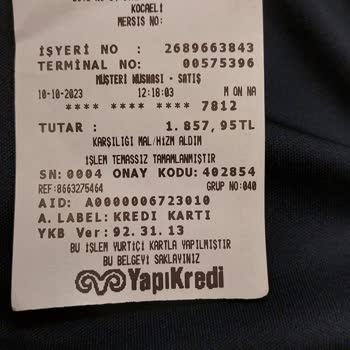 KOCAELİ
MERSIS NO:
İŞYERİ NO : 2689663843
TERMİNAL NO: 00575396
MÜŞTERİ NÜSHASI - SATIŞ
10-10-2023 12:18:03 M ON NA
**** **** **** 7812
TUTAR : 1.857,95TL
KARŞILIĞI MAL/HİZM ALDIM
İŞLEM TEMASSIZ TAMAMLANMIŞTIR
SN:0004 ONAY KODU:402854
REF:8663275464 GRUP NO:040
AID: A0000006723010
A.LABEL:KREDI KARTI
YKB Ver:92.31.13
BU İŞLEM YURTİÇİ KARTLA YAPILMIŞTIR
BU BELGEYİ SAKLAYINIZ
YapıKredi